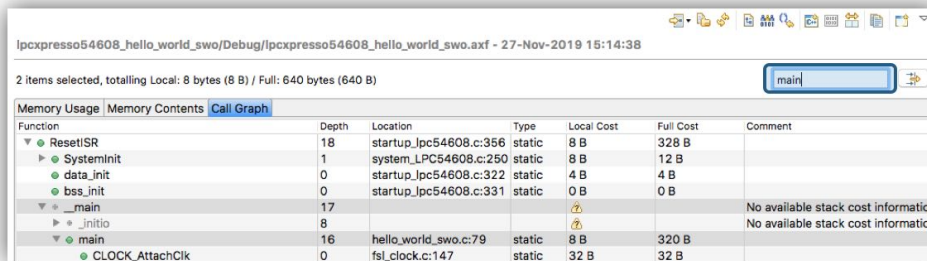 lpcxpresso54608_hello_world_swo/Debug/lpcxpresso54608_hello_world_swo.axf - 27-Nov-2019 15:14:38
2 items selected, totalling Local: 8 bytes (8 B) / Full: 640 bytes (640 B) main
Memory Usage Memory Contents Call Graph
Function Depth Location Type Local Cost Full Cost Comment
ResetISR 18 startup_lpc54608.c:356 static 8 B 328 B
SystemInit 1 system_LPC54608.c:250 static 8 B 12 B
data_init 0 startup_lpc54608.c:322 static 4 B 4 B
bss_init 0 startup_lpc54608.c:331 static 0 B 0 B
__main 17 No available stack cost informatic
_initio 8 No available stack cost informatic
main 16 hello_world_swo.c:79 static 8 B 320 B
CLOCK_AttachClk 0 fsl_clock.c:147 static 32 B 32 B